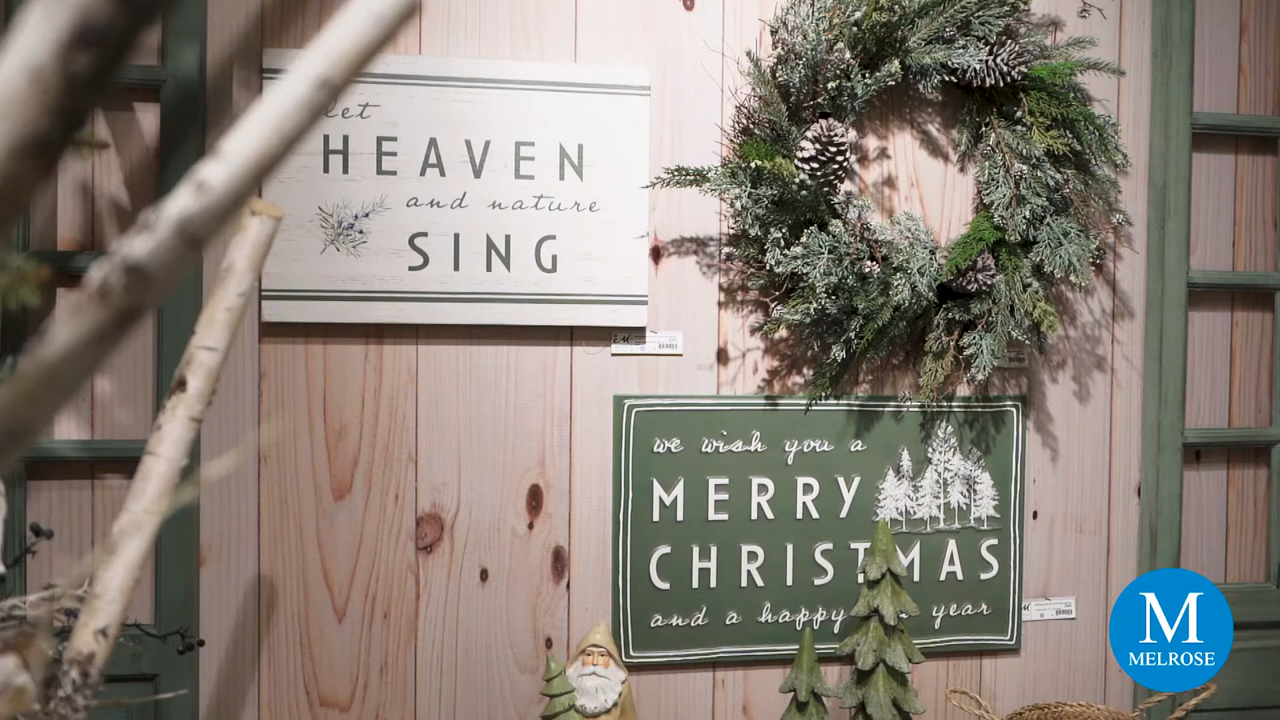 let
HEAVEN
and nature
SING
we wish you a
MERRY
CHRISTMAS
and a happy
year
M
MELROSE